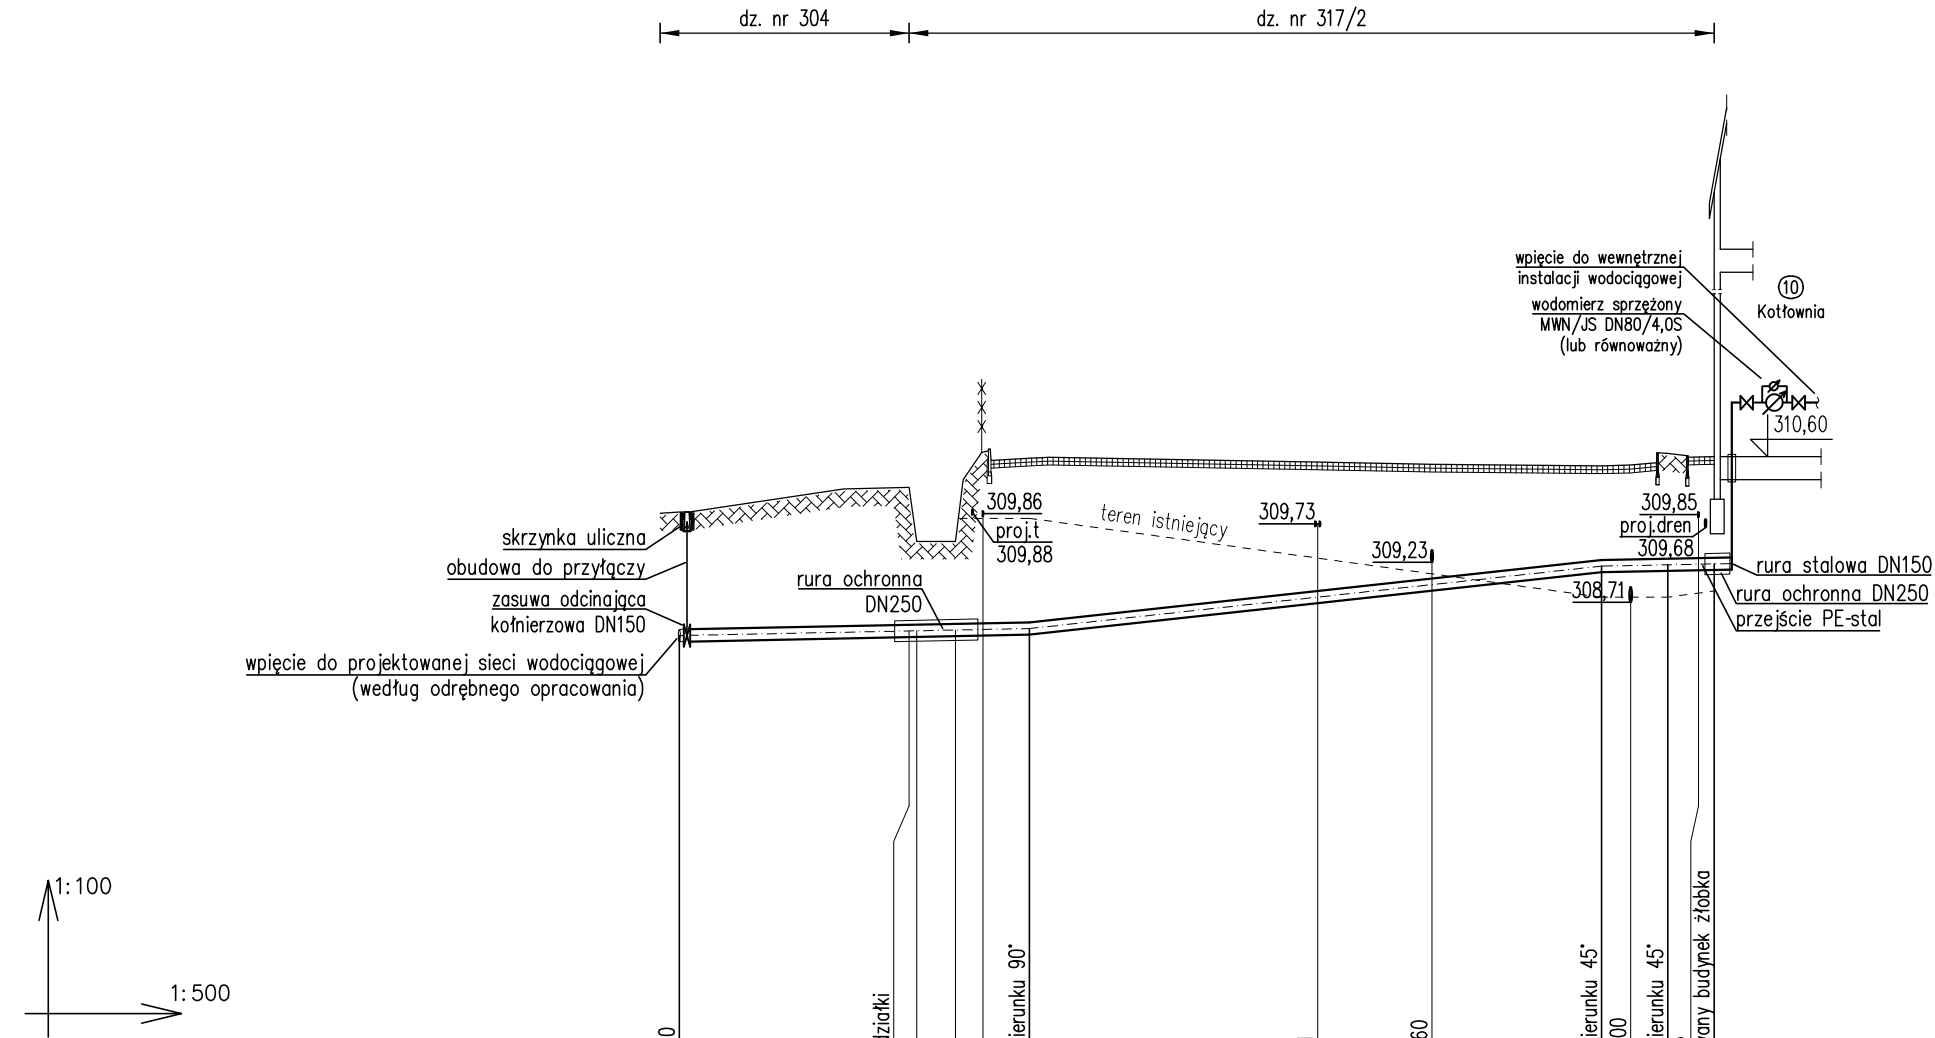 dz. nr 304
dz. nr 317/2
wpięcie do wewnętrznej
instalacji wodociągowej
wodomierz sprzężony
MWN/JS DN80/4,0S
(lub równoważny)
10
Kotłownia
310,60
309,86
proj.t
309,88
teren istniejący
309,73
309,23
309,85
proj.dren
309,68
308,71
skrzynka uliczna
obudowa do przyłączy
zasuwa odcinająca
kołnierzowa DN150
wpięcie do projektowanej sieci wodociągowej
(według odrębnego opracowania)
rura ochronna
DN250
rura stalowa DN150
rura ochronna DN250
przejście PE-stal
1:100
1:500
0
działki
ierunku 90°
60
ierunku 45°
00
ierunku 45°
wany budynek żłobka